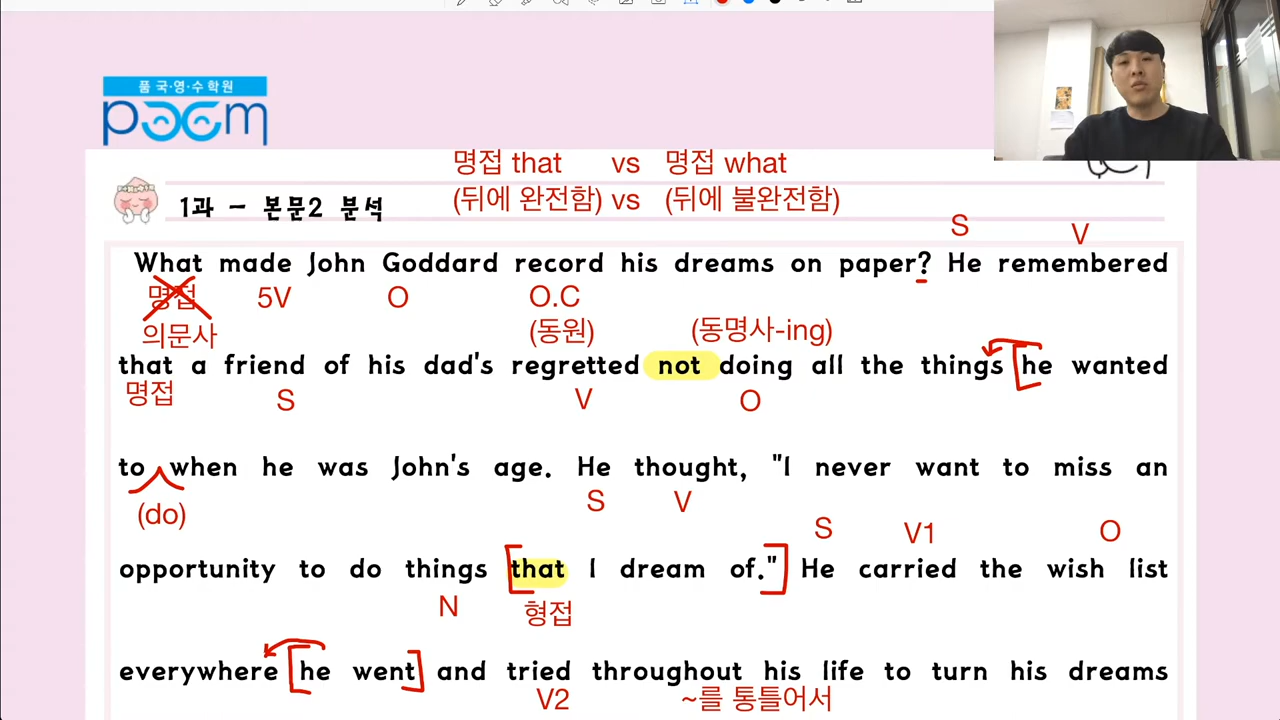 품 국·영·수학원
poem
명접 that vs 명접 what
(뒤에 완전함) vs (뒤에 불완전함)
1과 – 본문2 분석
S V
What made John Goddard record his dreams on paper? He remembered
명접 5V O O.C
의문사 (동원) (동명사-ing)
that a friend of his dad's regretted not doing all the things [he wanted
명접 S V O
to when he was John's age. He thought, "I never want to miss an
(do) S V
S V1 O
opportunity to do things [that I dream of."] He carried the wish list
N 형접
everywhere [he went] and tried throughout his life to turn his dreams
V2 ~를 통틀어서